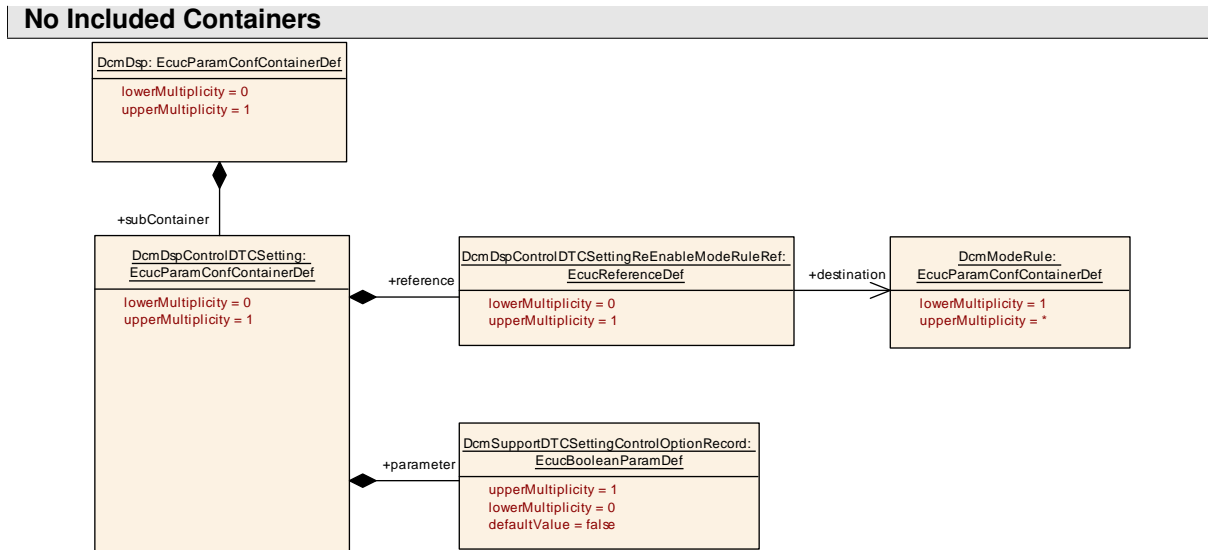 No Included Containers
DcmDsp: EcucParamConfContainerDef
lowerMultiplicity = 0
upperMultiplicity = 1
+subContainer
DcmDspControlDTCSetting:
EcucParamConfContainerDef
lowerMultiplicity = 0
upperMultiplicity = 1
+reference
DcmDspControlDTCSettingReEnableModeRuleRef:
EcucReferenceDef
lowerMultiplicity = 0
upperMultiplicity = 1
+destination
DcmModeRule:
EcucParamConfContainerDef
lowerMultiplicity = 1
upperMultiplicity = *
+parameter
DcmSupportDTCSettingControlOptionRecord:
EcucBooleanParamDef
upperMultiplicity = 1
lowerMultiplicity = 0
defaultValue = false